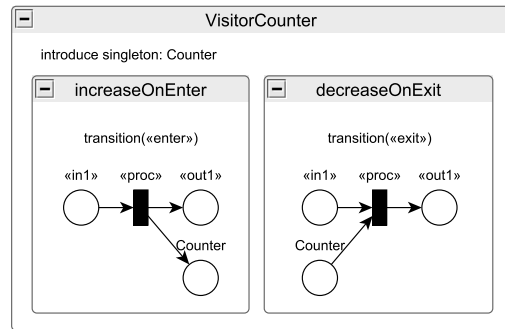 VisitorCounter
introduce singleton: Counter
increaseOnEnter
transition(«enter»)
«in1» «proc» «out1»
Counter
decreaseOnExit
transition(«exit»)
«in1» «proc» «out1»
Counter